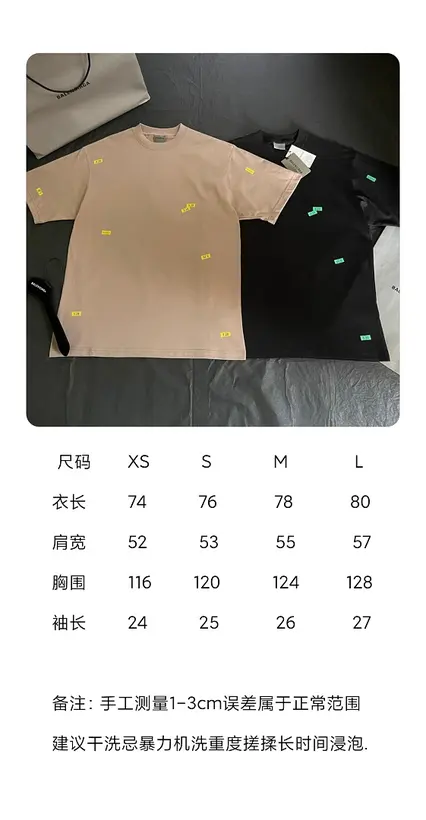 BALENCIAGA
尺码 XS S M L
衣长 74 76 78 80
肩宽 52 53 55 57
胸围 116 120 124 128
袖长 24 25 26 27
备注: 手工测量1-3cm误差属于正常范围
建议干洗忌暴力机洗重度搓揉长时间浸泡.